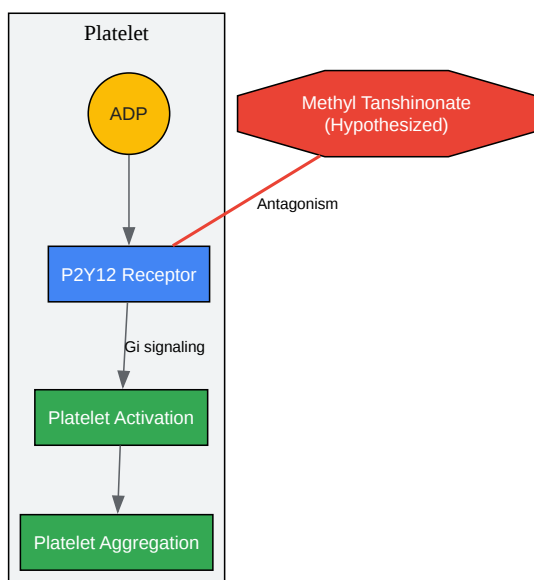 Platelet
ADP
Methyl Tanshinonate
(Hypothesized)
Antagonism
P2Y12 Receptor
Gi signaling
Platelet Activation
Platelet Aggregation